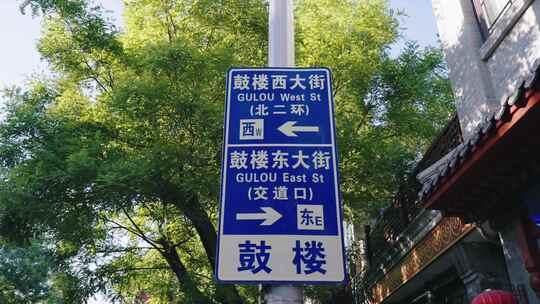 鼓楼西大街
GULOU West St
(北二环)
西W
鼓楼东大街
GULOU East St
(交道口)
东E
鼓 楼